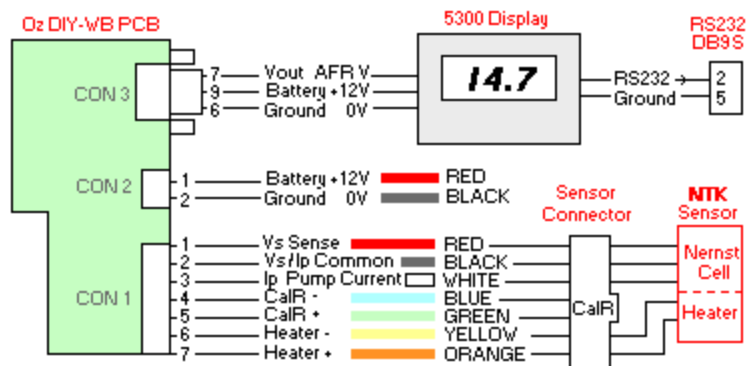 Oz DIY-WB PCB
5300 Display
RS232
DB9S
CON 3
7 Vout AFR V
9 Battery +12V
6 Ground 0V
14.7
RS232 → 2
Ground 5
CON 2
1 Battery +12V RED
2 Ground 0V BLACK
Sensor
Connector
NTK
Sensor
CON 1
1 Vs Sense RED
2 Vs/Ip Common BLACK
3 Ip Pump Current WHITE
4 CalR - BLUE
5 CalR + GREEN
6 Heater - YELLOW
7 Heater + ORANGE
CalR
Nernst
Cell
Heater